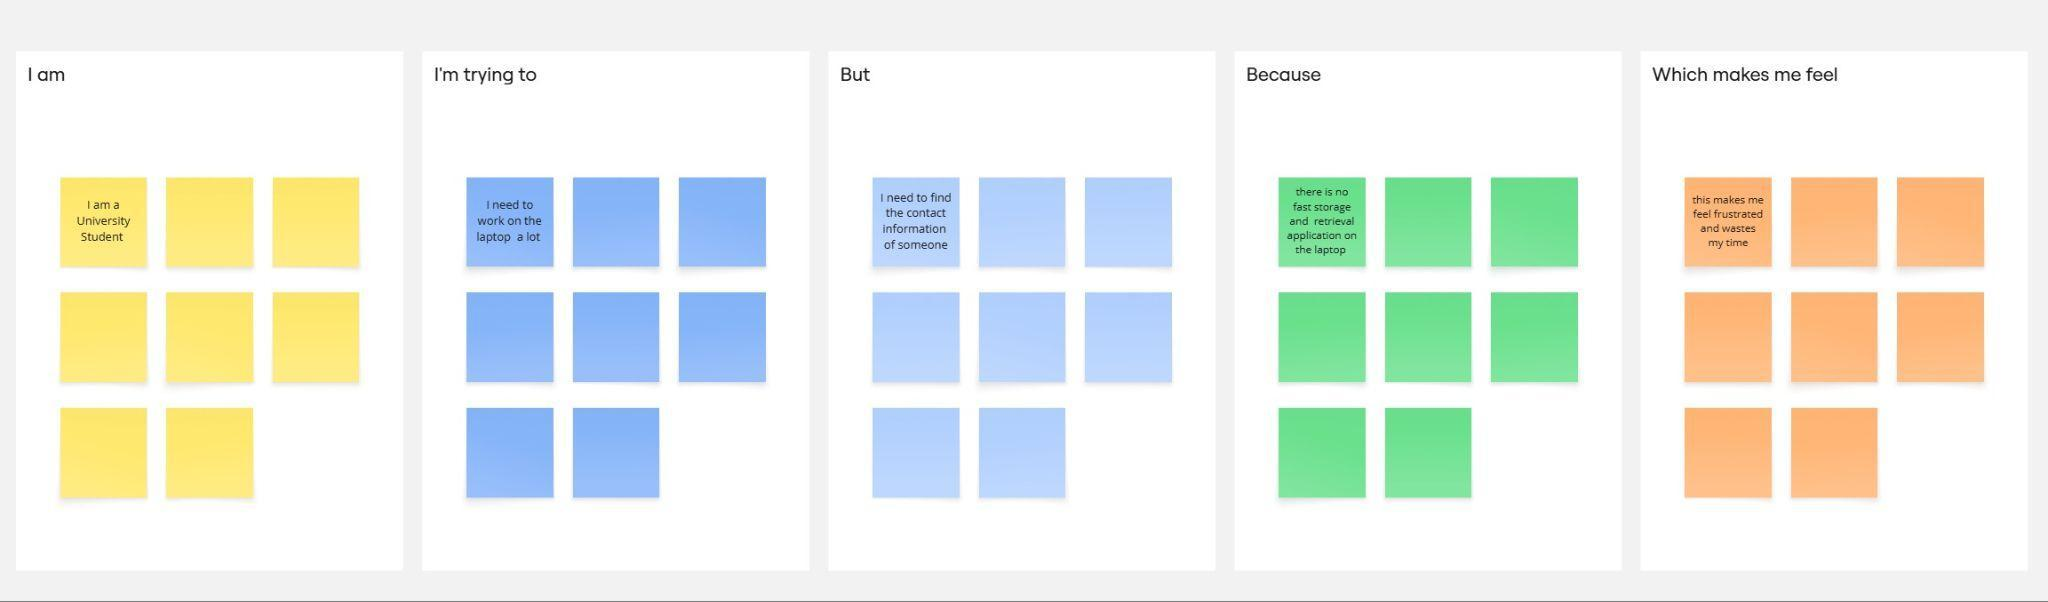 I am
I'm trying to
But
Because
Which makes me feel
I am a
University
Student
I need to
work on the
laptop  a lot
I need to find
the contact
information
of someone
there is no
fast storage
and  retrieval
application on
the laptop
this makes me
feel frustrated
and wastes
my time